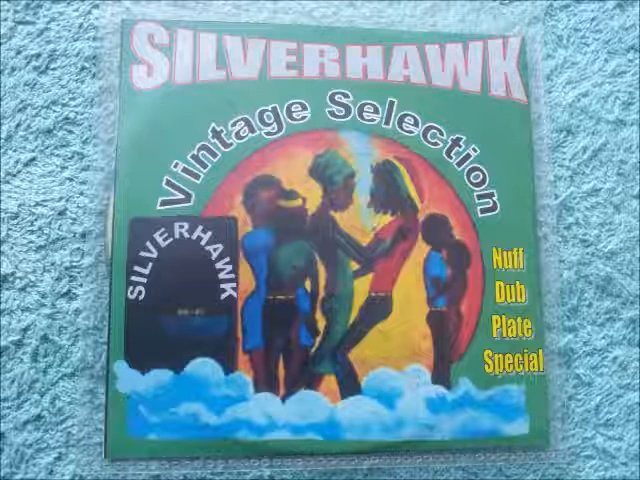 SILVERHAWK
Vintage Selection
SILVERHAWK
Nuff
Dub
Plate
Special